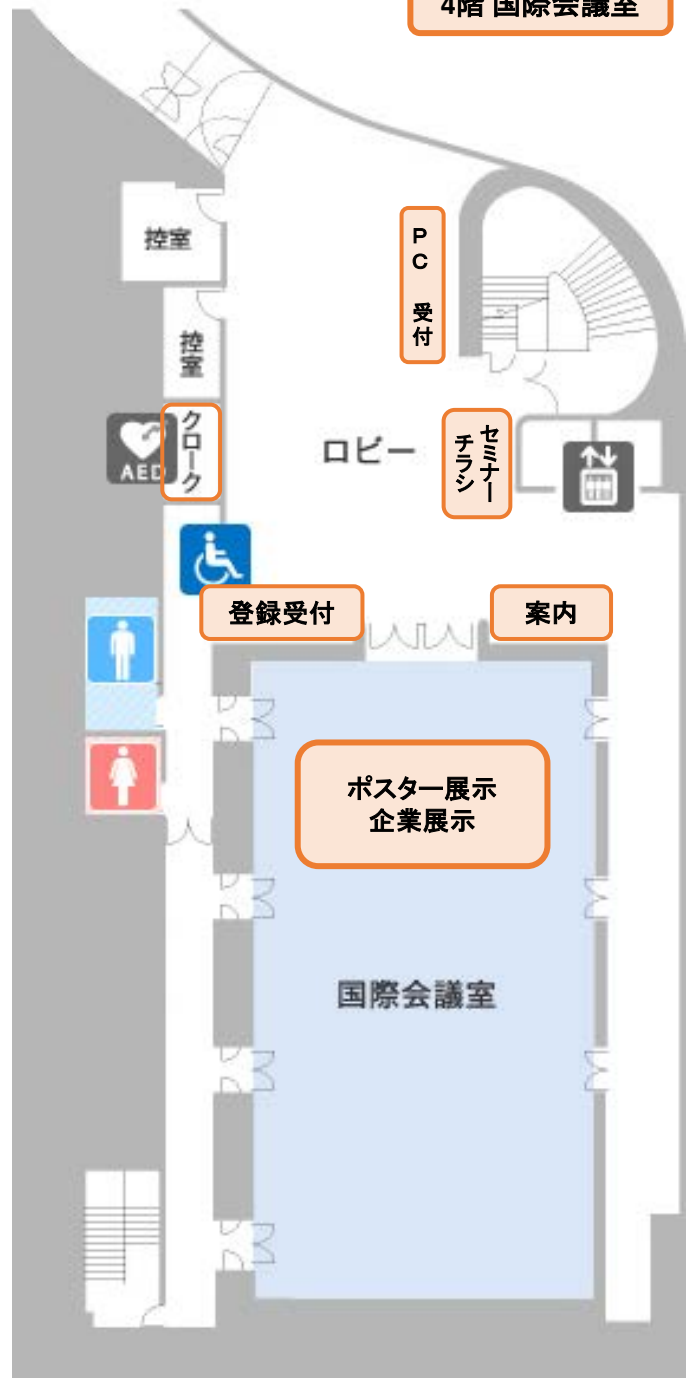 4階 国際会議室
控室
PC 受付
控室
クローク
AED
ロビー
セミナー
チラシ
登録受付
案内
ポスター展示
企業展示
国際会議室